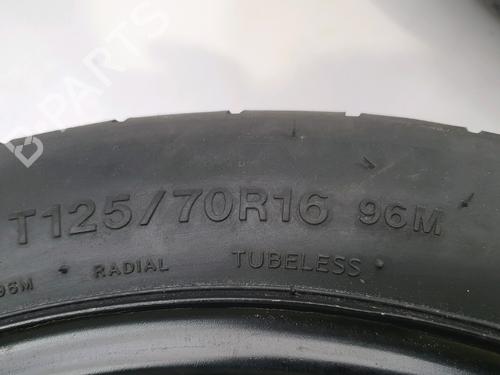 B-PARTS
T125/70R16 96M
96M RADIAL TUBELESS